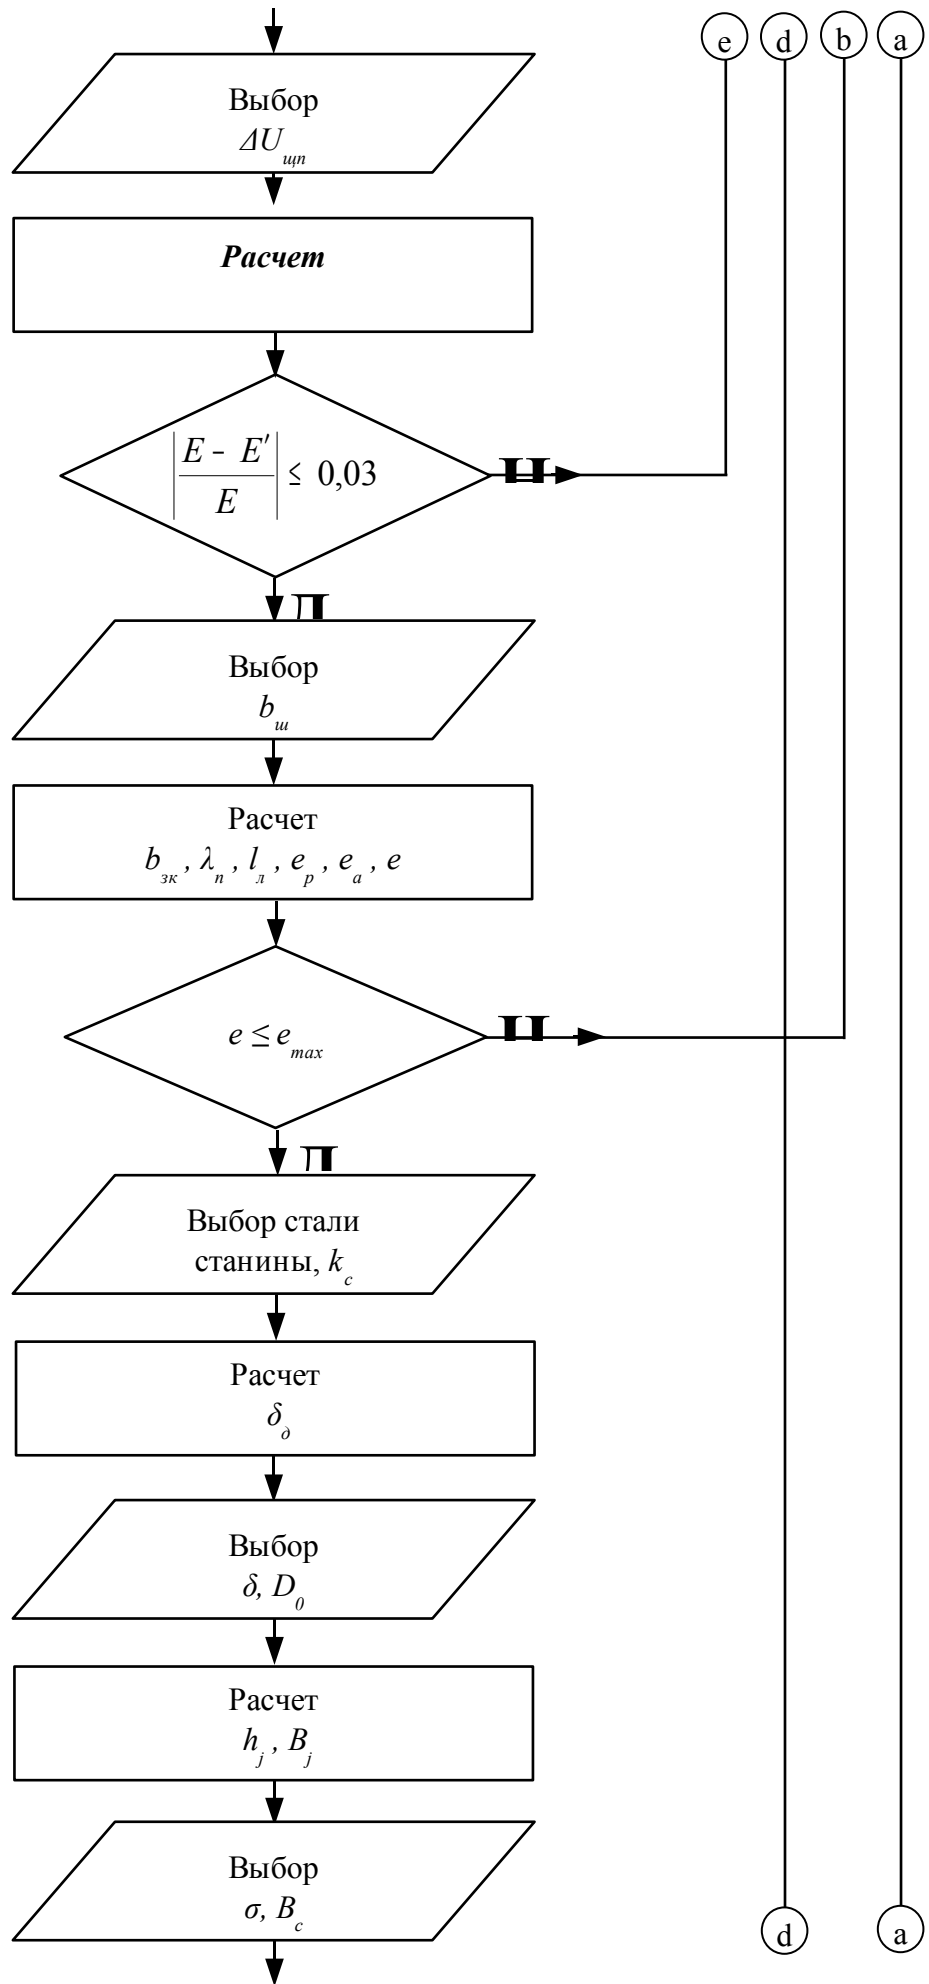 e d b a
Выбор
ΔU_щп
Расчет
|E - E′| / E ≤ 0,03
Выбор
b_ш
Расчет
b_зк , λ_п , l_л , e_р , e_а , e
e ≤ e_max
Выбор стали
станины, k_с
Расчет
δ_д
Выбор
δ, D_0
Расчет
h_j , B_j
Выбор
σ, B_с
d a